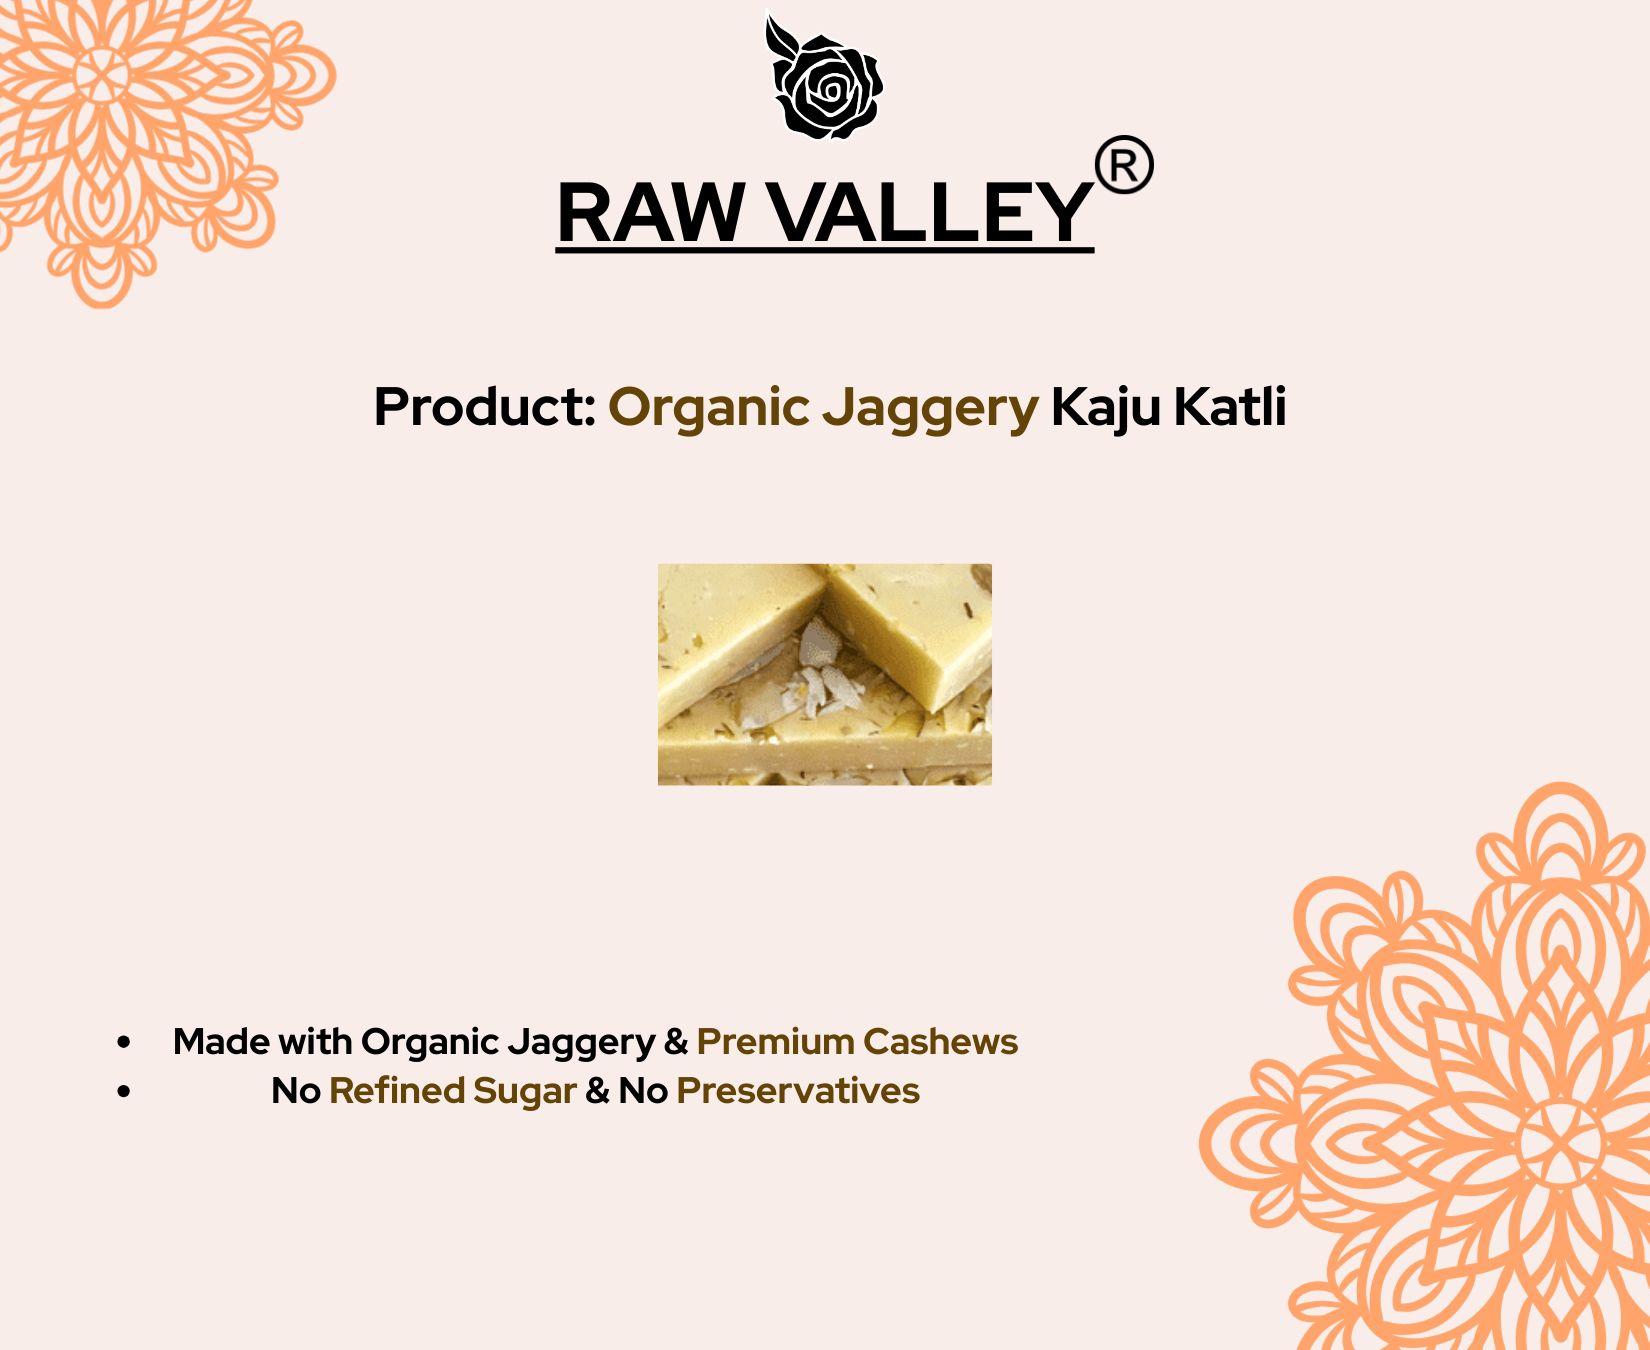 RAW VALLEY®
Product: Organic Jaggery Kaju Katli
• Made with Organic Jaggery & Premium Cashews
• No Refined Sugar & No Preservatives